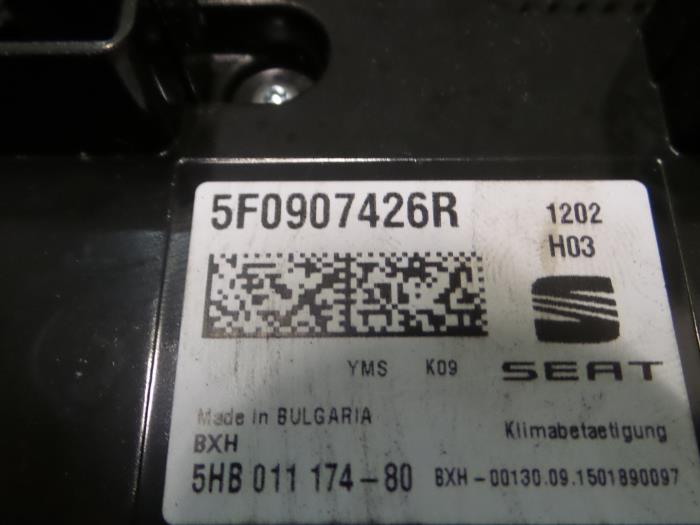 5F0907426R
1202
H03
YMS K09
SEAT
Made in BULGARIA
BXH
Klimabetaetigung
5HB 011 174-80
BXH-00130.09.1501890097